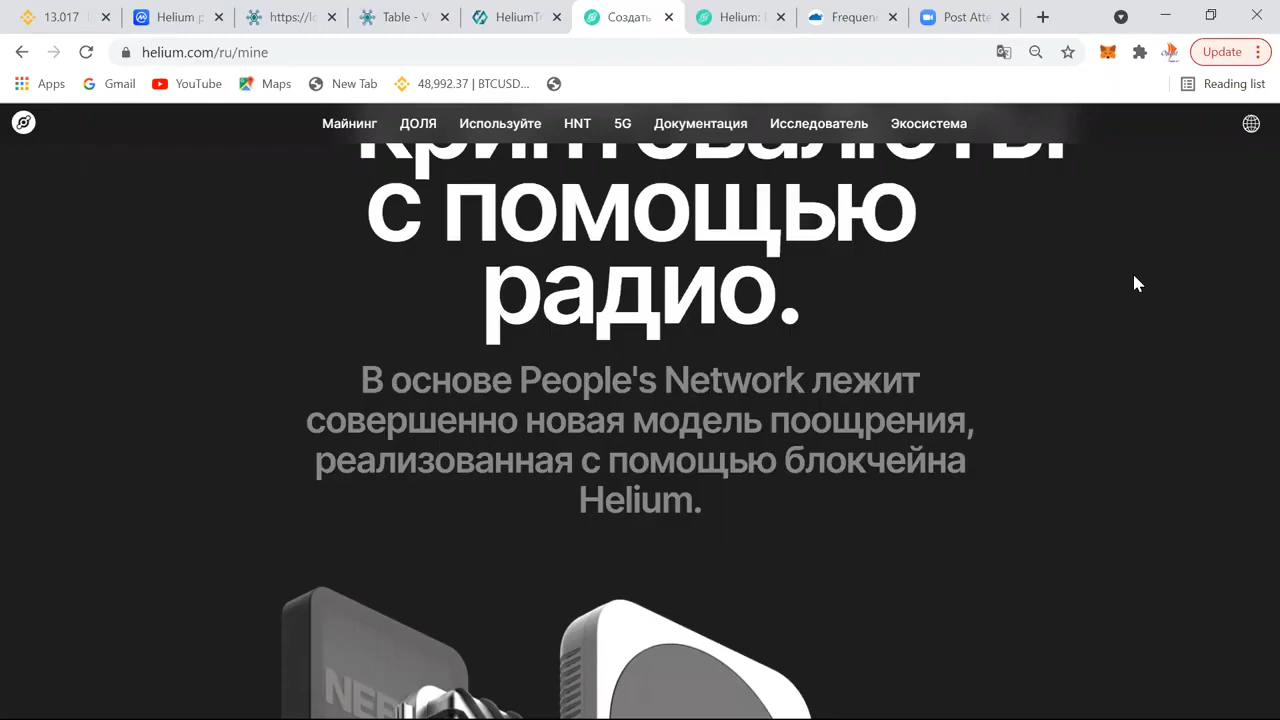 13.017
Helium p
https://lo
Table - V
HeliumT
Создать
Helium:
Frequen
Post Atte
helium.com/ru/mine
Update
Apps
Gmail
YouTube
Maps
New Tab
48,992.37 | BTCUSD...
Reading list
Майнинг
ДОЛЯ
Используйте
HNT
5G
Документация
Исследователь
Экосистема
криптовалюты
с помощью
радио.
В основе People's Network лежит
совершенно новая модель поощрения,
реализованная с помощью блокчейна
Helium.